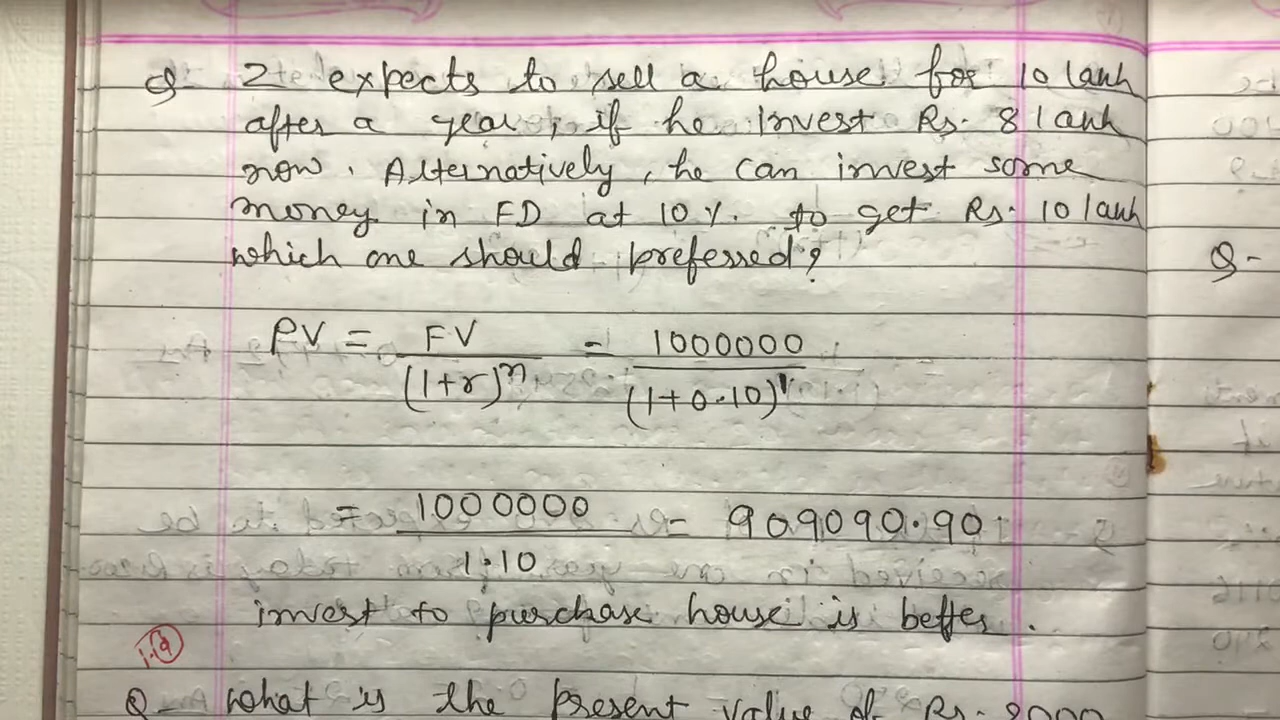 Q- Z expects to sell a house for 10 lakh
after a year, if he invest Rs. 8 lakh
now. Alternatively, he can invest some
money in FD at 10%. to get Rs. 10 lakh
which one should preferred?
PV = FV / (1+r)^n = 1000000 / (1+0.10)^1
= 1000000 / 1.10 = 909090.90
invest to purchase house is better.
Q- What is the present value of Rs. 8000
Q-